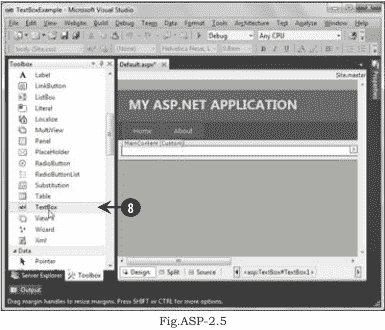 TextBoxExample - Microsoft Visual Studio
File Edit View Website Build Debug Team Data Format Tools Architecture Test Analyze Window Help
Debug Any CPU
(None)
Toolbox
Default.aspx*
Properties
Label
LinkButton
ListBox
Literal
Localize
MultiView
Panel
PlaceHolder
RadioButton
RadioButtonList
Substitution
Table
TextBox
View
Wizard
Xml
Data
Pointer
Site.master
MY ASP.NET APPLICATION
Home About
MainContent (Custom)
8
Server Explorer Toolbox
Design Split Source <asp:TextBox#TextBox1>
Output
Drag margin handles to resize margins. Press SHIFT or CTRL for more options.
Fig.ASP-2.5